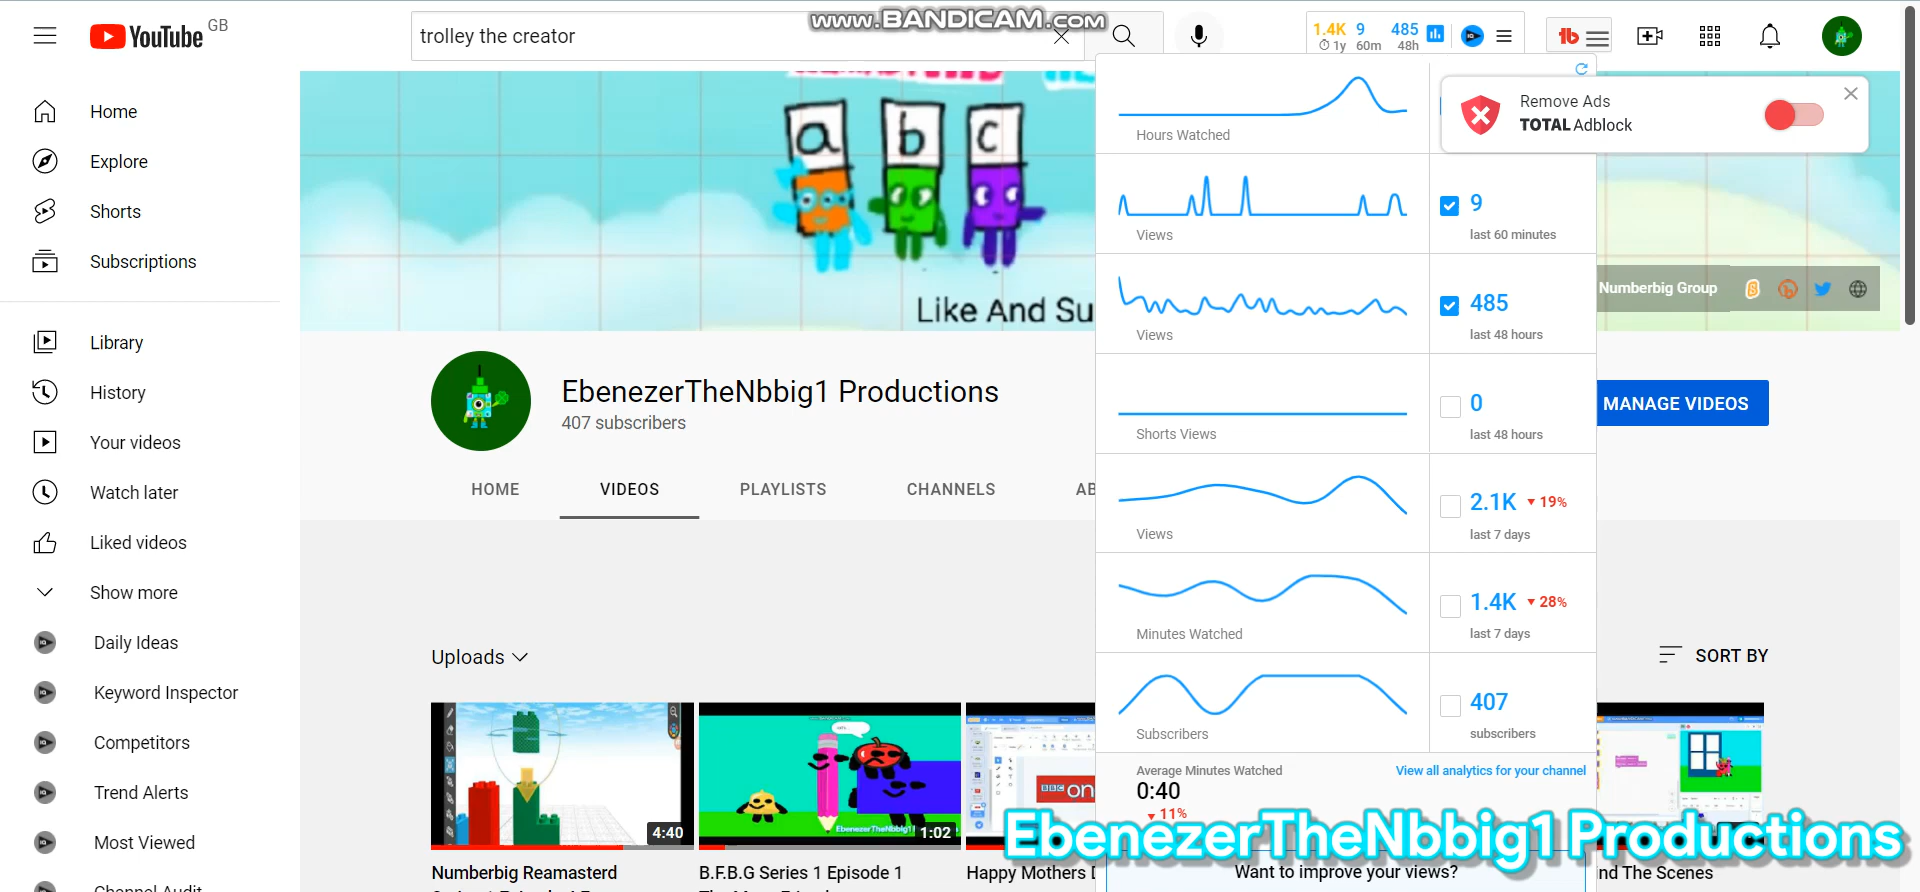 www.BANDICAM.com
YouTube GB
trolley the creator
1.4K 9 485
1y 60m 48h
Home
Explore
Shorts
Subscriptions
Library
History
Your videos
Watch later
Liked videos
Show more
Daily Ideas
Keyword Inspector
Competitors
Trend Alerts
Most Viewed
Channel Audit
a b c
Like And Su
Numberbig Group
EbenezerTheNbbig1 Productions
407 subscribers
MANAGE VIDEOS
HOME VIDEOS PLAYLISTS CHANNELS AB
Uploads
SORT BY
Hours Watched
Remove Ads
TOTAL Adblock
Views
9
last 60 minutes
Views
485
last 48 hours
Shorts Views
0
last 48 hours
Views
2.1K 19%
last 7 days
Minutes Watched
1.4K 28%
last 7 days
Subscribers
407
subscribers
Average Minutes Watched
View all analytics for your channel
0:40
11%
Want to improve your views?
4:40
1:02
EbenezerTheNbbig1
BBC on
Numberbig Reamasterd
B.F.B.G Series 1 Episode 1
Happy Mothers D
nd The Scenes
EbenezerTheNbbig1 Productions